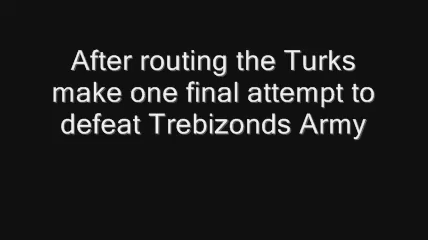 After routing the Turks
make one final attempt to
defeat Trebizonds Army